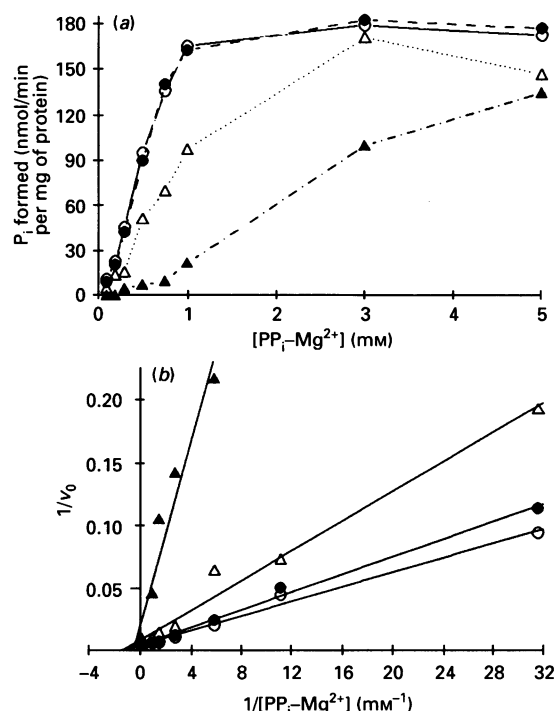 (a)
180
150
120
90
60
30
0
Pi formed (nmol/min
per mg of protein)
0 1 2 3 4 5
[PPi–Mg2+] (mM)
(b)
0.20
0.15
0.10
0.05
1/v0
−4 0 4 8 12 16 20 24 28 32
1/[PPi–Mg2+] (mM−1)